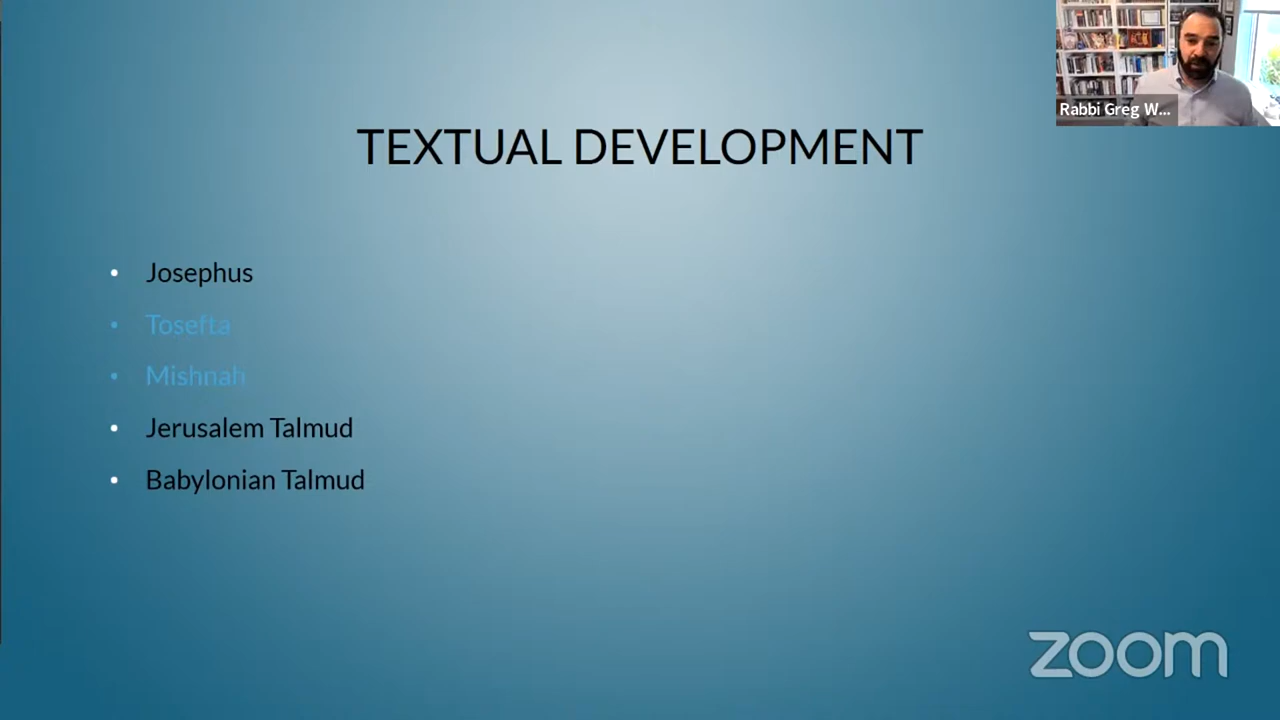 Rabbi Greg W...
TEXTUAL DEVELOPMENT
• Josephus
• Tosefta
• Mishnah
• Jerusalem Talmud
• Babylonian Talmud
zoom